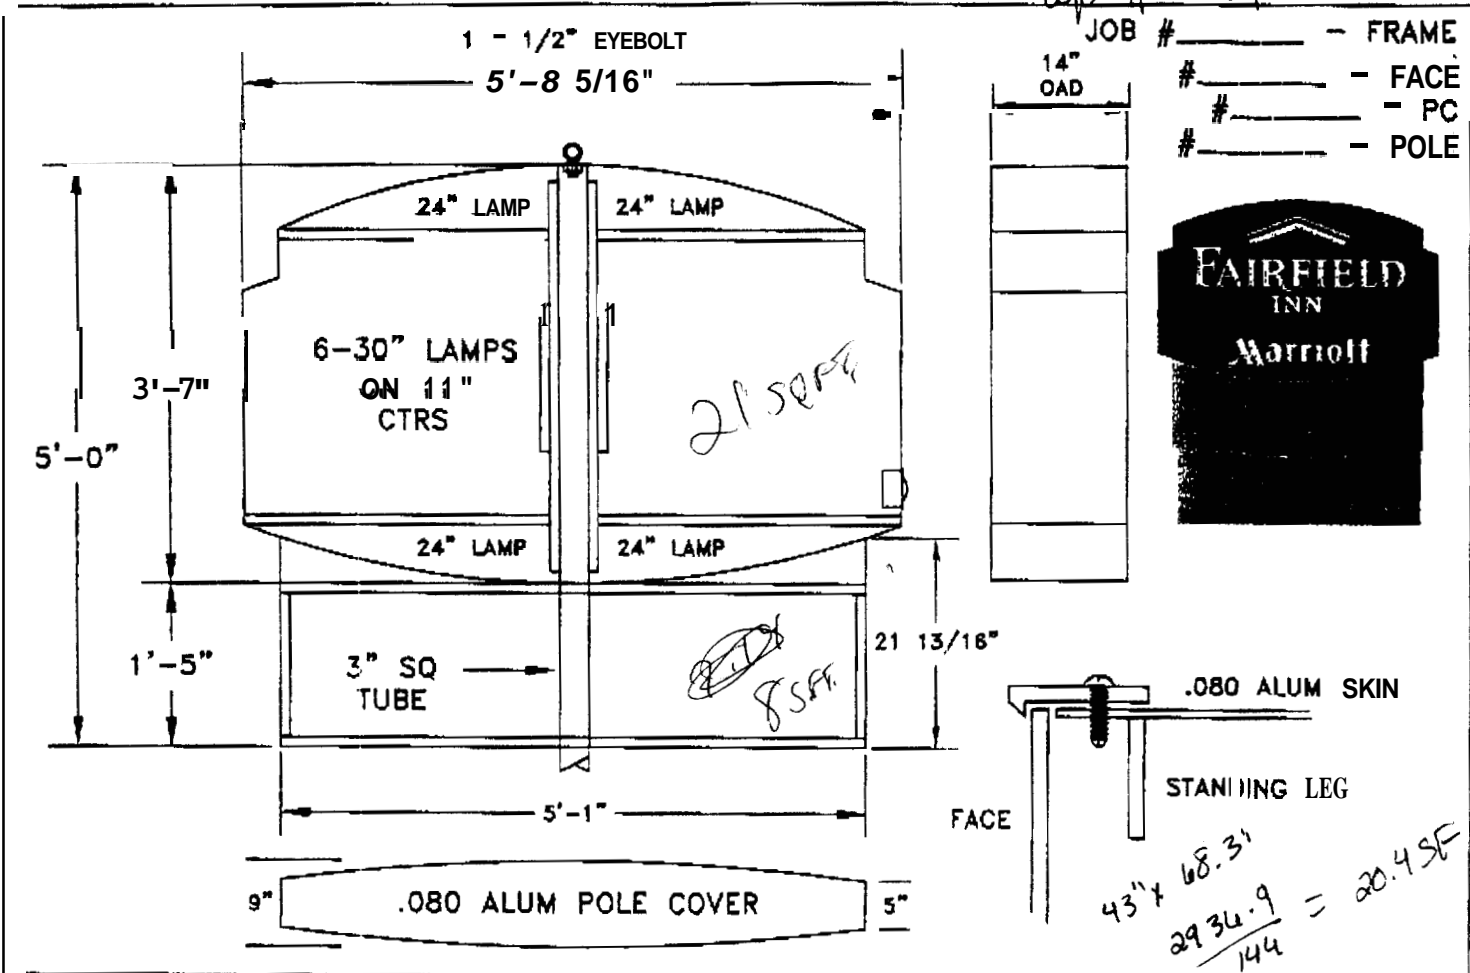 JOB # - FRAME
1 - 1/2" EYEBOLT
5'-8 5/16"
14"
OAD
# - FACE
# - PC
# - POLE
24" LAMP
24" LAMP
FAIRFIELD
INN
Marriott
6-30" LAMPS
ON 11"
CTRS
3'-7"
21 SQFT
5'-0"
24" LAMP
24" LAMP
1'-5"
3" SQ
TUBE
8 SFF.
21 13/16"
.080 ALUM SKIN
STANDING LEG
FACE
5'-1"
9"
.080 ALUM POLE COVER
5"
43" x 68.3"
2936.9 = 20.4 SF
144